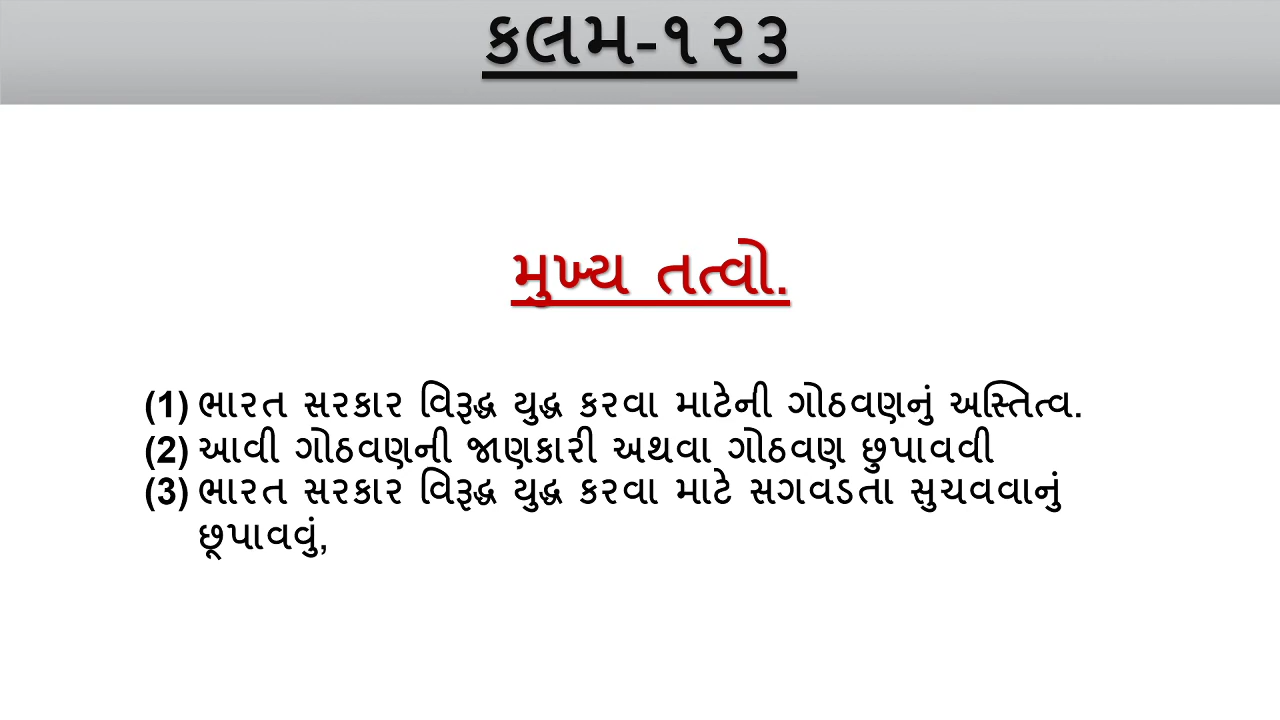 કલમ-૧૨૩
મુખ્ય તત્વો.
(1) ભારત સરકાર વિરૂદ્ધ યુદ્ધ કરવા માટેની ગોઠવણનું અસ્તિત્વ.
(2) આવી ગોઠવણની જાણકારી અથવા ગોઠવણ છુપાવવી
(3) ભારત સરકાર વિરૂદ્ધ યુદ્ધ કરવા માટે સગવડતા સુચવવાનું
છૂપાવવું,